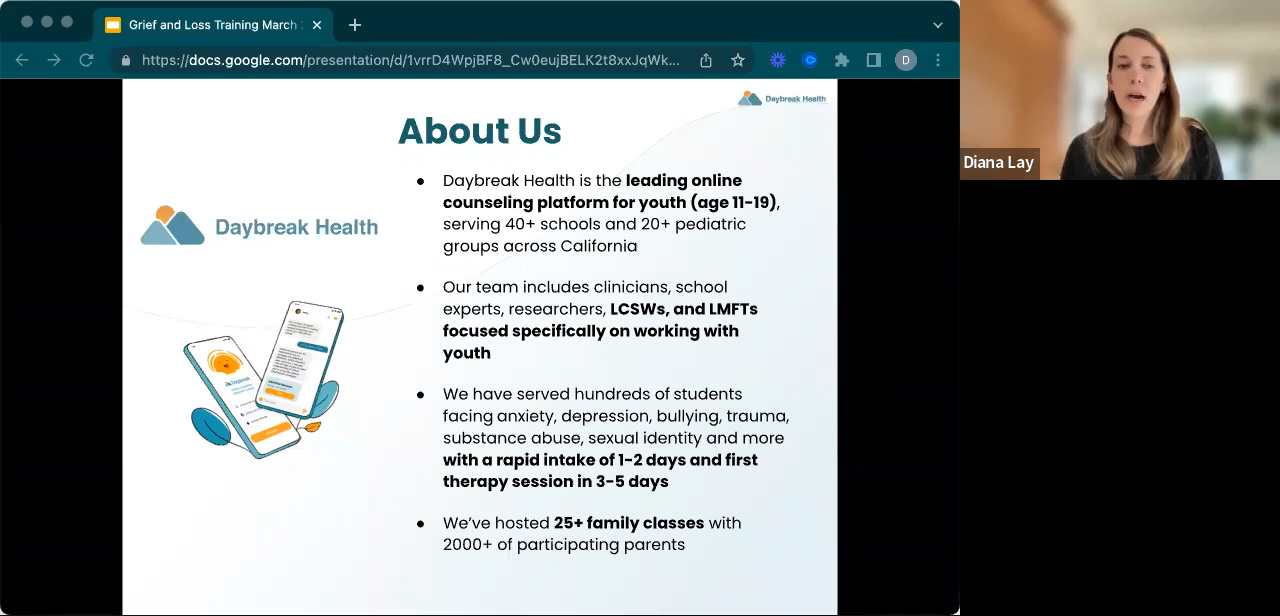 Grief and Loss Training March
https://docs.google.com/presentation/d/1vrrD4WpjBF8_Cw0eujBELK2t8xxJqWk...
D
Daybreak Health
About Us
Daybreak Health
● Daybreak Health is the leading online
counseling platform for youth (age 11-19),
serving 40+ schools and 20+ pediatric
groups across California
● Our team includes clinicians, school
experts, researchers, LCSWs, and LMFTs
focused specifically on working with
youth
● We have served hundreds of students
facing anxiety, depression, bullying, trauma,
substance abuse, sexual identity and more
with a rapid intake of 1-2 days and first
therapy session in 3-5 days
● We've hosted 25+ family classes with
2000+ of participating parents
Daybreak
Diana Lay